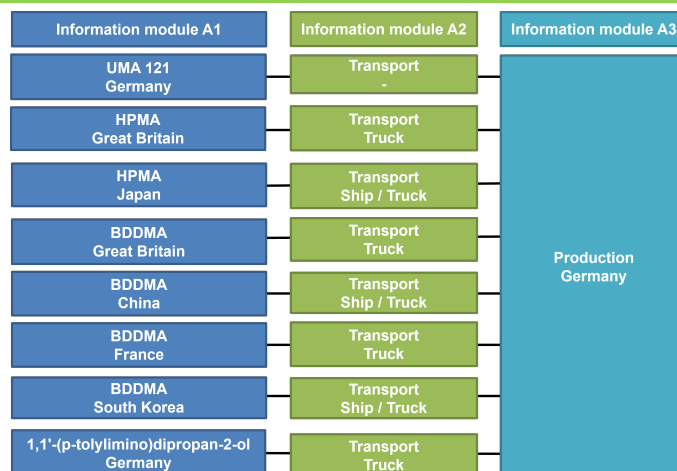 Information module A1
Information module A2
Information module A3
UMA 121
Germany
Transport
-
HPMA
Great Britain
Transport
Truck
HPMA
Japan
Transport
Ship / Truck
BDDMA
Great Britain
Transport
Truck
Production
Germany
BDDMA
China
Transport
Ship / Truck
BDDMA
France
Transport
Truck
BDDMA
South Korea
Transport
Ship / Truck
1,1'-(p-tolylimino)dipropan-2-ol
Germany
Transport
Truck